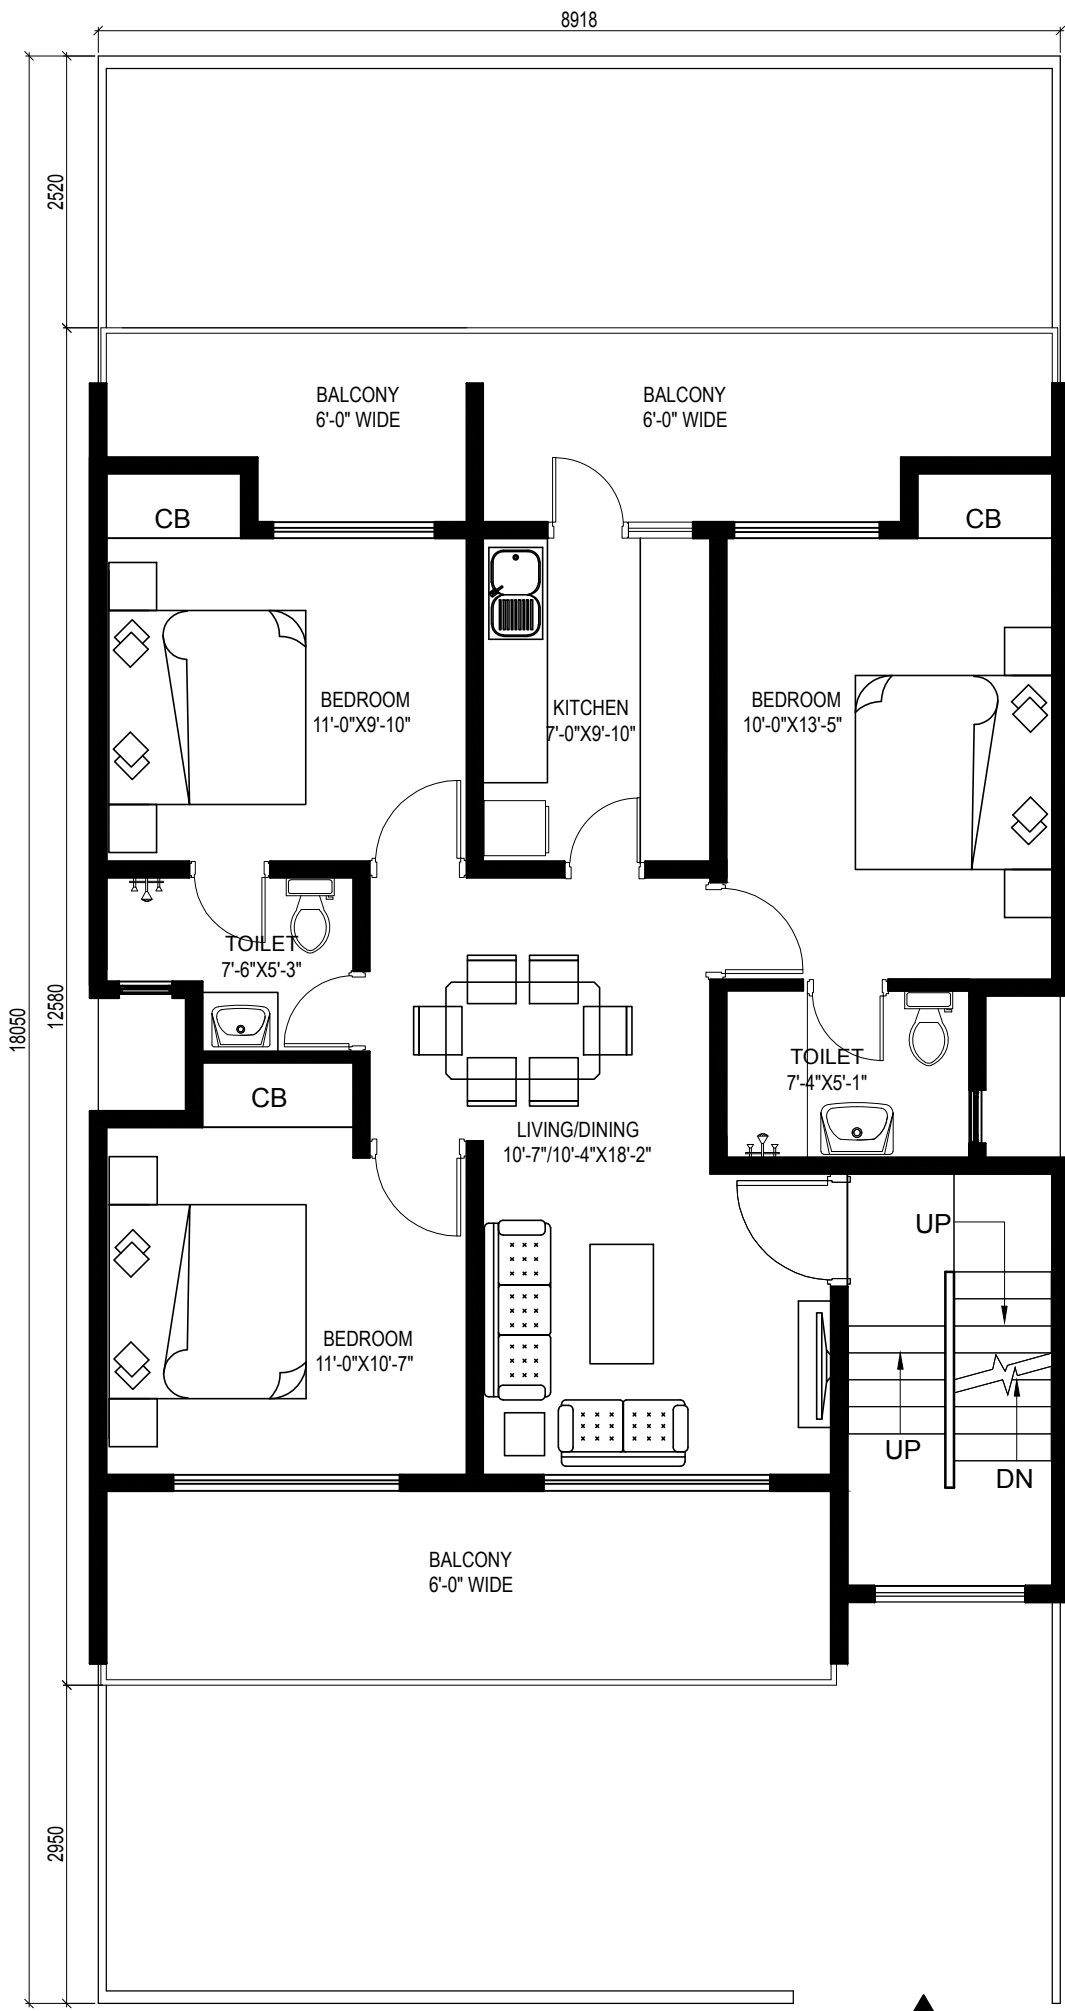 8918
2520
BALCONY
6'-0" WIDE
BALCONY
6'-0" WIDE
CB
CB
BEDROOM
11'-0"X9'-10"
KITCHEN
7'-0"X9'-10"
BEDROOM
10'-0"X13'-5"
TOILET
7'-6"X5'-3"
18050
12580
TOILET
7'-4"X5'-1"
CB
LIVING/DINING
10'-7"/10'-4"X18'-2"
UP
BEDROOM
11'-0"X10'-7"
UP
DN
BALCONY
6'-0" WIDE
2950